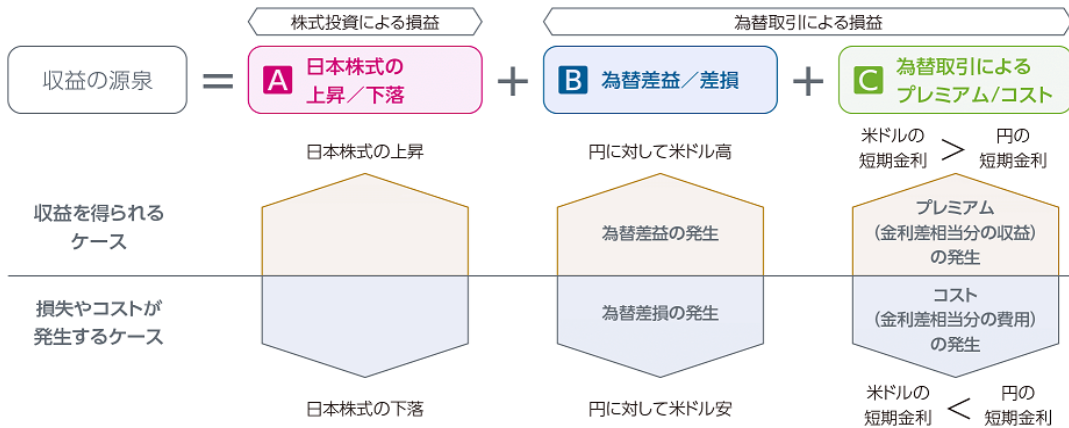 株式投資による損益
為替取引による損益
収益の源泉
=
A
日本株式の
上昇／下落
+
B
為替差益／差損
+
C
為替取引による
プレミアム/コスト
日本株式の上昇
円に対して米ドル高
米ドルの
短期金利
>
円の
短期金利
収益を得られる
ケース
為替差益の発生
プレミアム
（金利差相当分の収益）
の発生
損失やコストが
発生するケース
為替差損の発生
コスト
（金利差相当分の費用）
の発生
日本株式の下落
円に対して米ドル安
米ドルの
短期金利
<
円の
短期金利